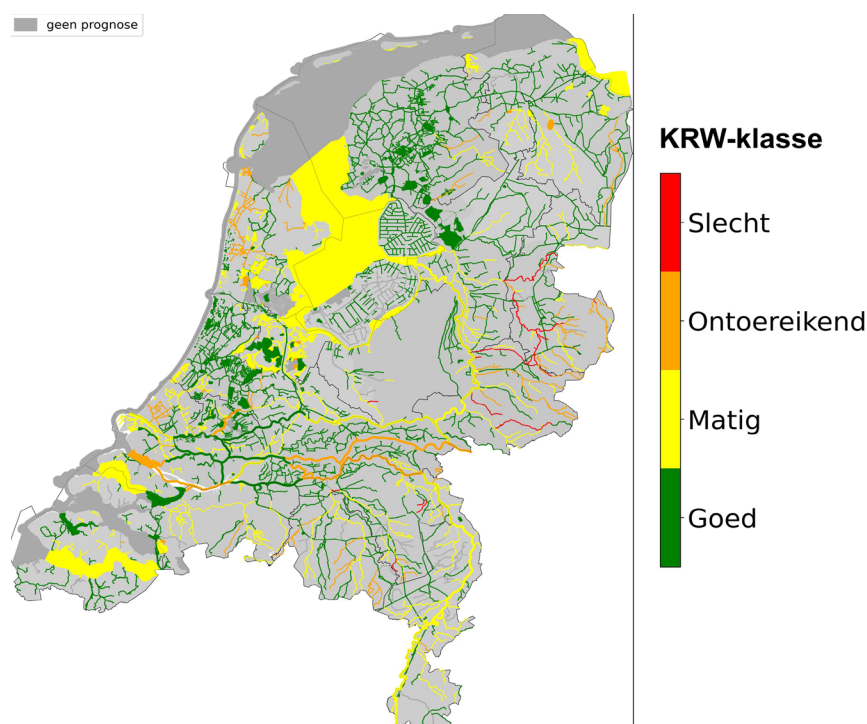 geen prognose
KRW-klasse
Slecht
Ontoereikend
Matig
Goed